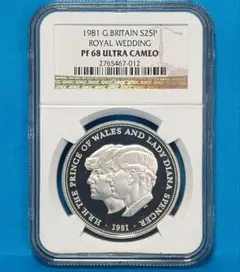 1981 G.BRITAIN S25P
ROYAL WEDDING
PF 68 ULTRA CAMEO
2765467-012
NGC
H.R.H. THE PRINCE OF WALES AND LADY DIANA SPENCER
· 1981 ·